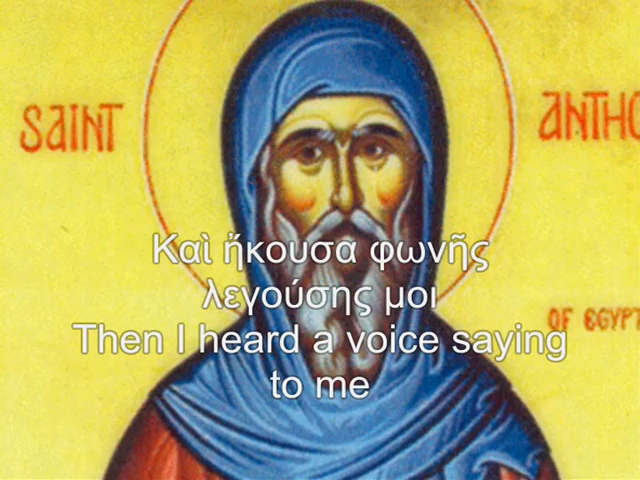 SAINT
ANTHO
Καὶ ἤκουσα φωνῆς
λεγούσης μοι
OF EGYPT
Then I heard a voice saying
to me